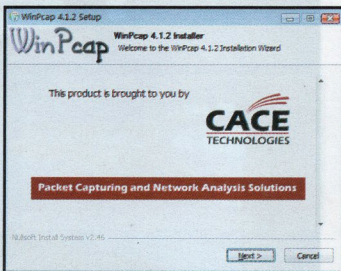 WinPcap 4.1.2 Setup
WinPcap
WinPcap 4.1.2 Installer
Welcome to the WinPcap 4.1.2 Installation Wizard
This product is brought to you by
CACE
TECHNOLOGIES
Packet Capturing and Network Analysis Solutions
Nullsoft Install System v2.46
Next >
Cancel